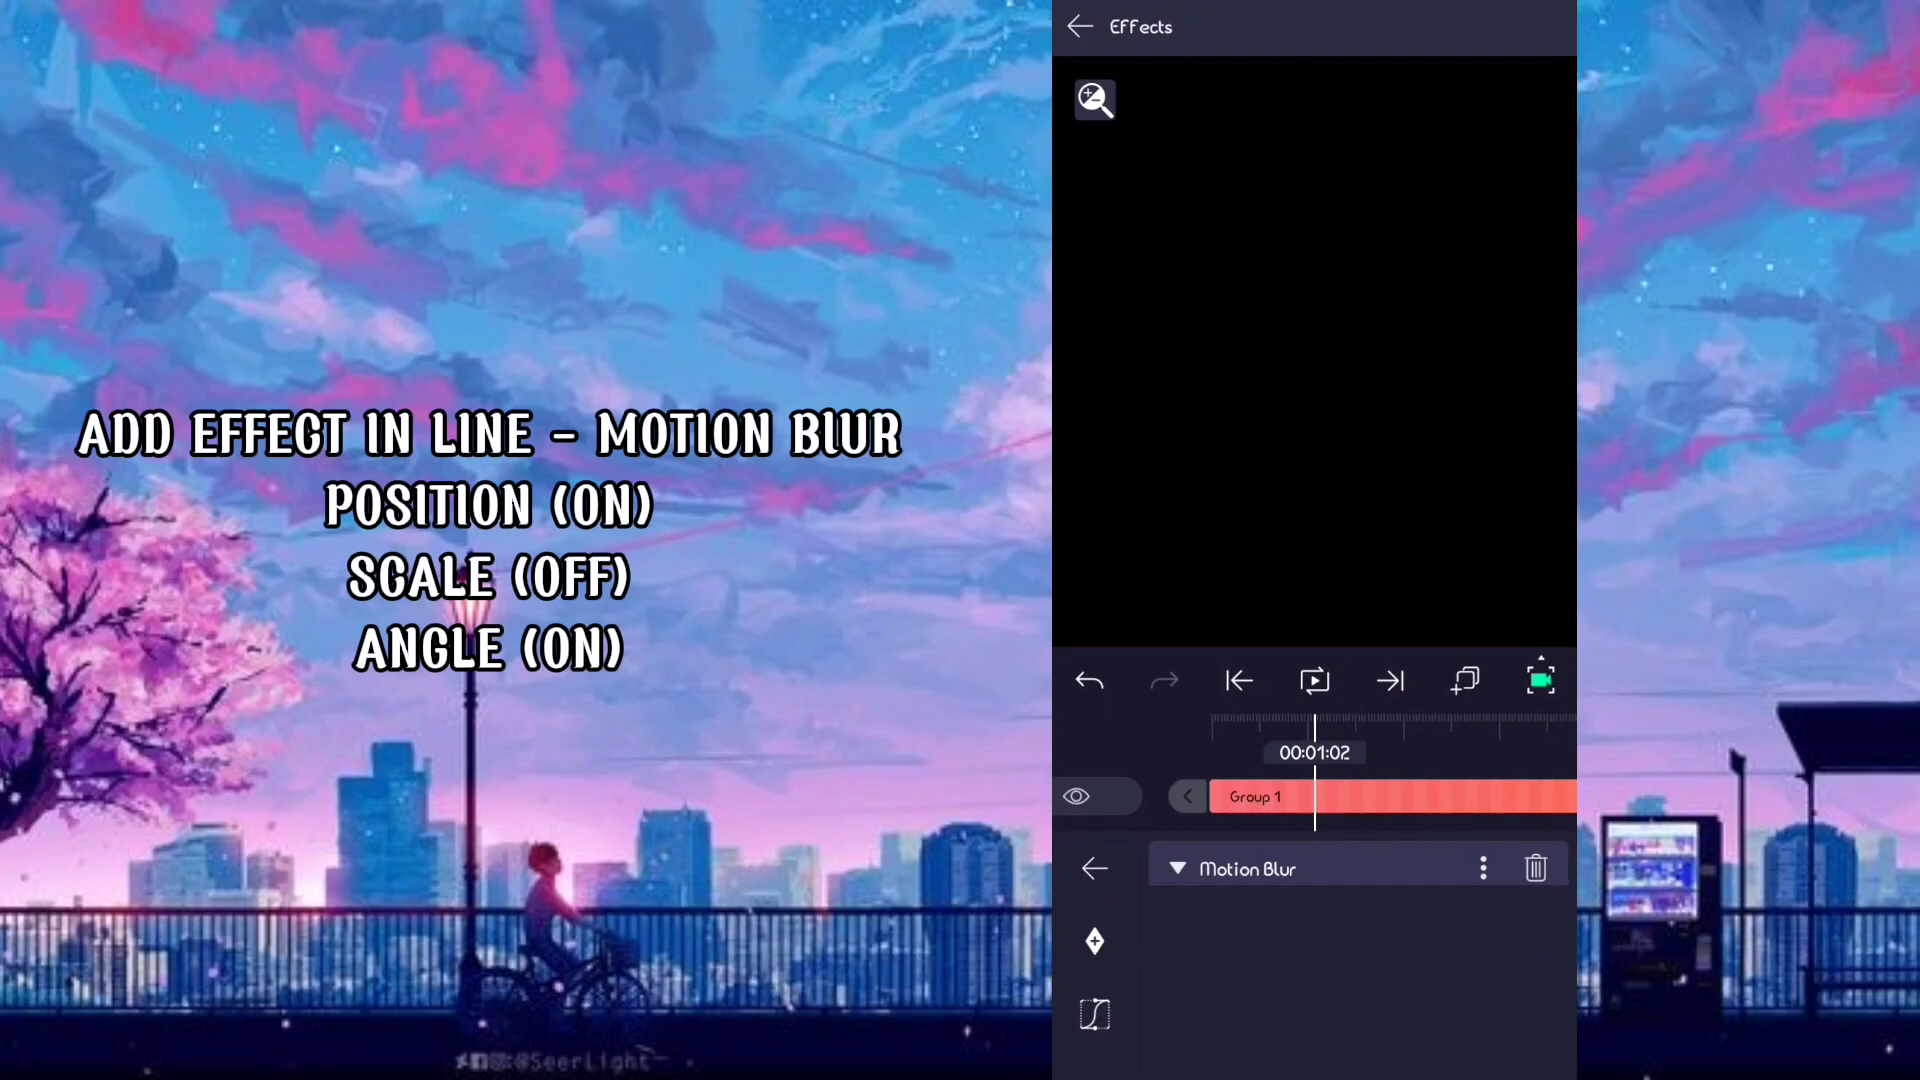 ADD EFFECT IN LINE - MOTION BLUR
POSITION (ON)
SCALE (OFF)
ANGLE (ON)
Effects
00:01:02
Group 1
Motion Blur
@SeerLight